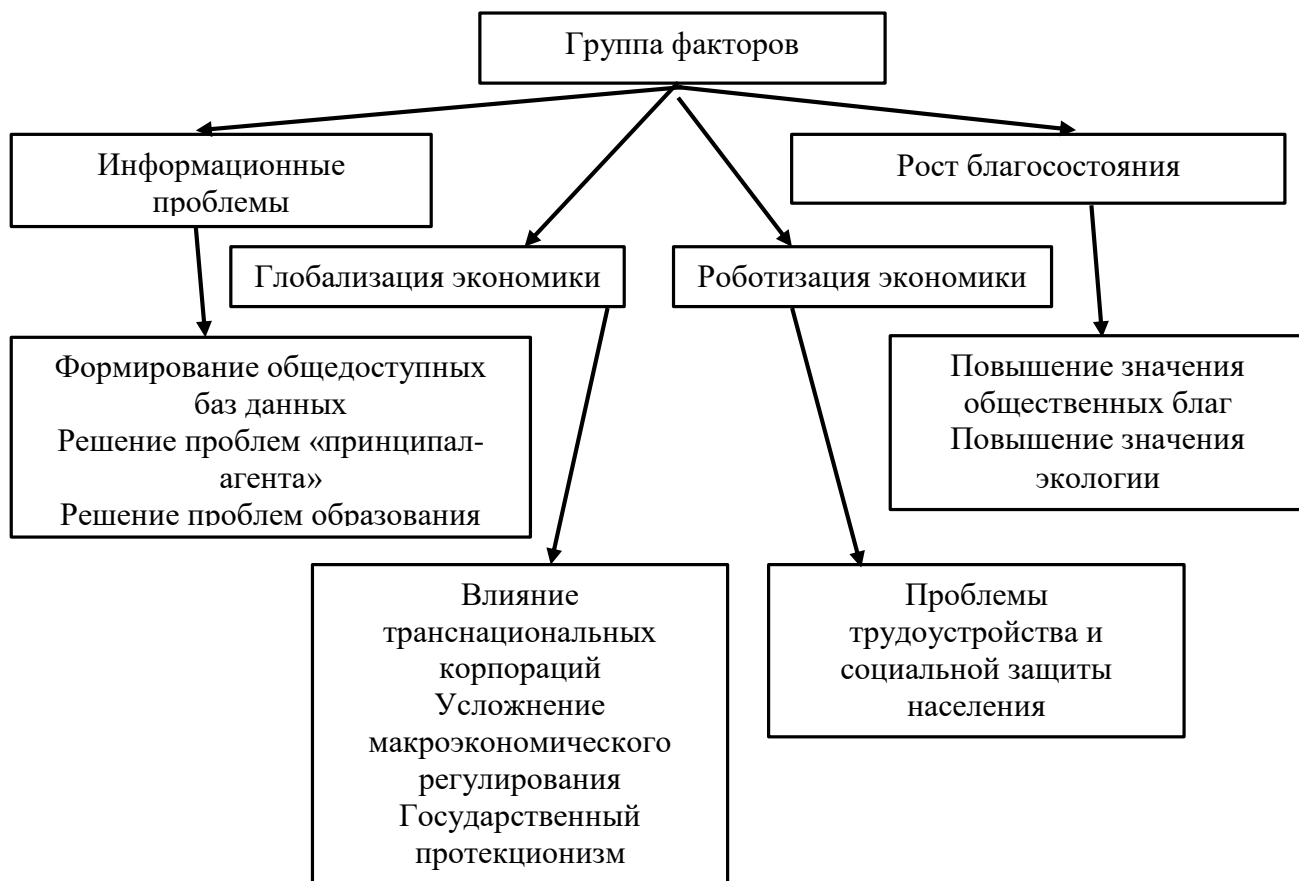 Группа факторов
Информационные
проблемы
Рост благосостояния
Глобализация экономики
Роботизация экономики
Формирование общедоступных
баз данных
Решение проблем «принципал-
агента»
Решение проблем образования
Повышение значения
общественных благ
Повышение значения
экологии
Влияние
транснациональных
корпораций
Усложнение
макроэкономического
регулирования
Государственный
протекционизм
Проблемы
трудоустройства и
социальной защиты
населения